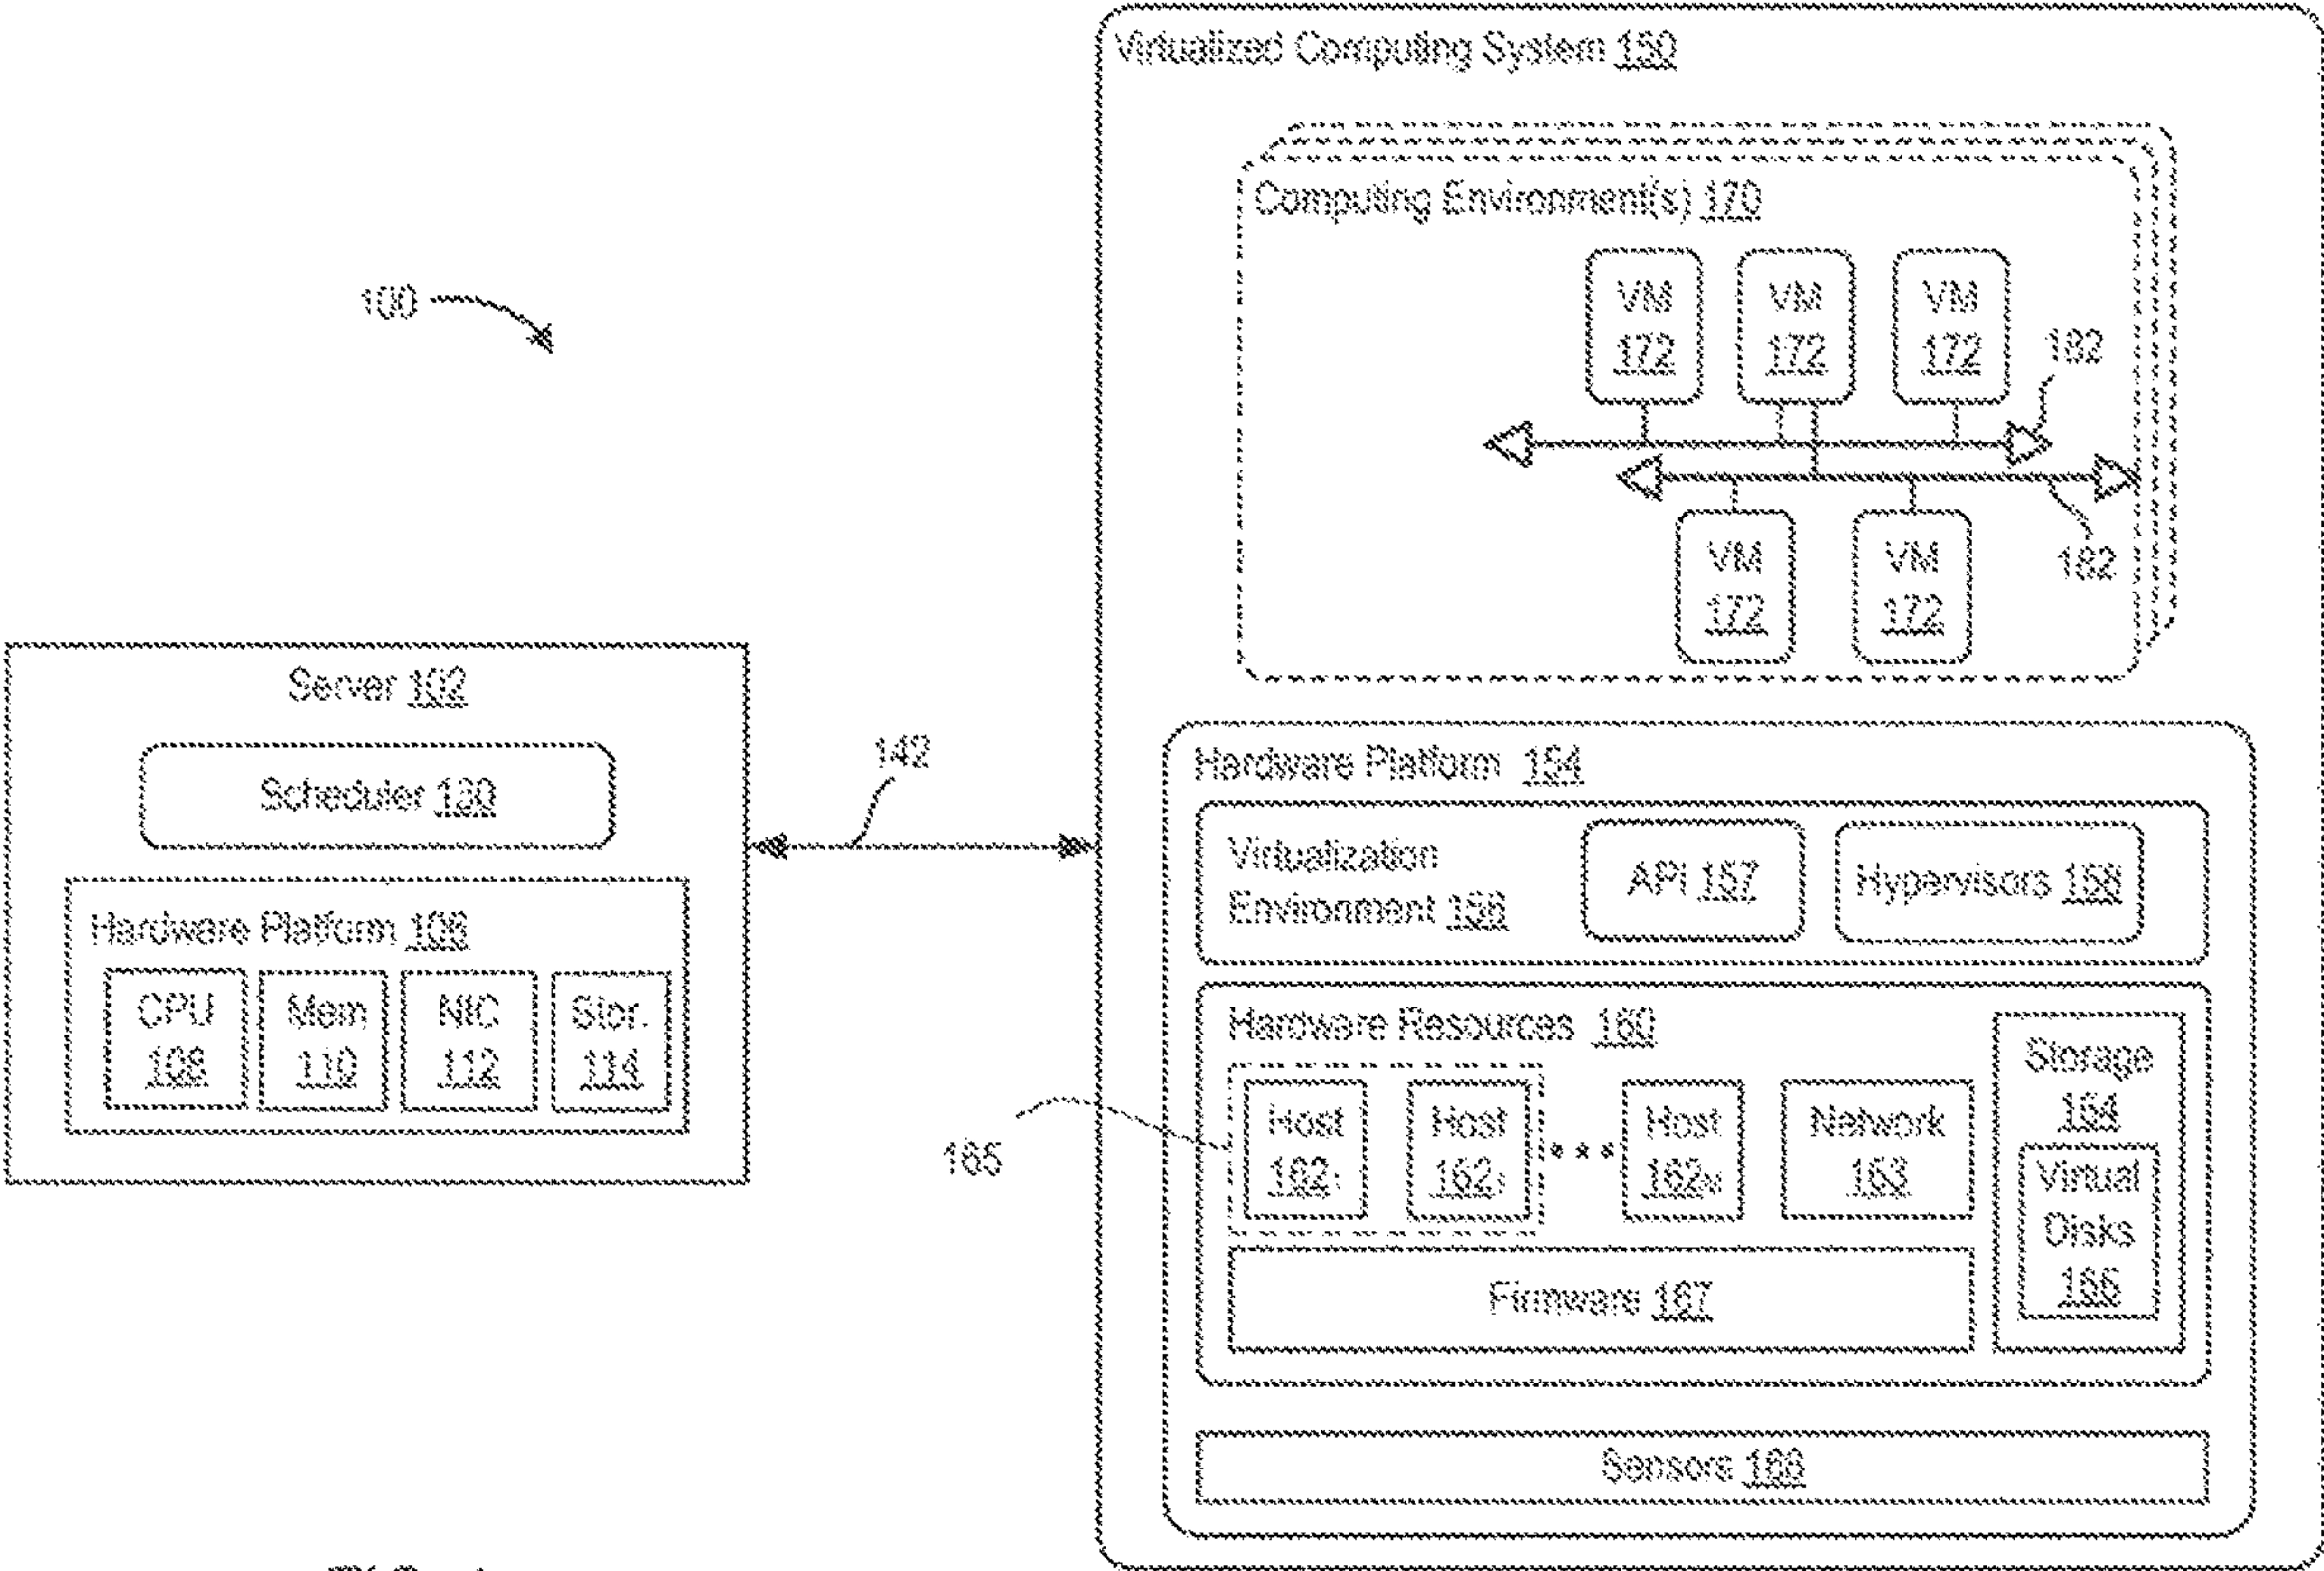 Virtualized Computing System 150
Computing Environment(s) 170
100
VM
172
VM
172
VM
172
182
VM
172
VM
172
182
Server 102
Scheduler 130
Hardware Platform 106
CPU
108
Mem
110
NIC
112
Stor.
114
142
Hardware Platform 154
Virtualization
Environment 156
API 157
Hypervisors 158
Hardware Resources 160
Host
162₁
Host
162
Host
162
Network
163
Storage
164
Virtual
Disks
166
165
Firmware 167
Sensors